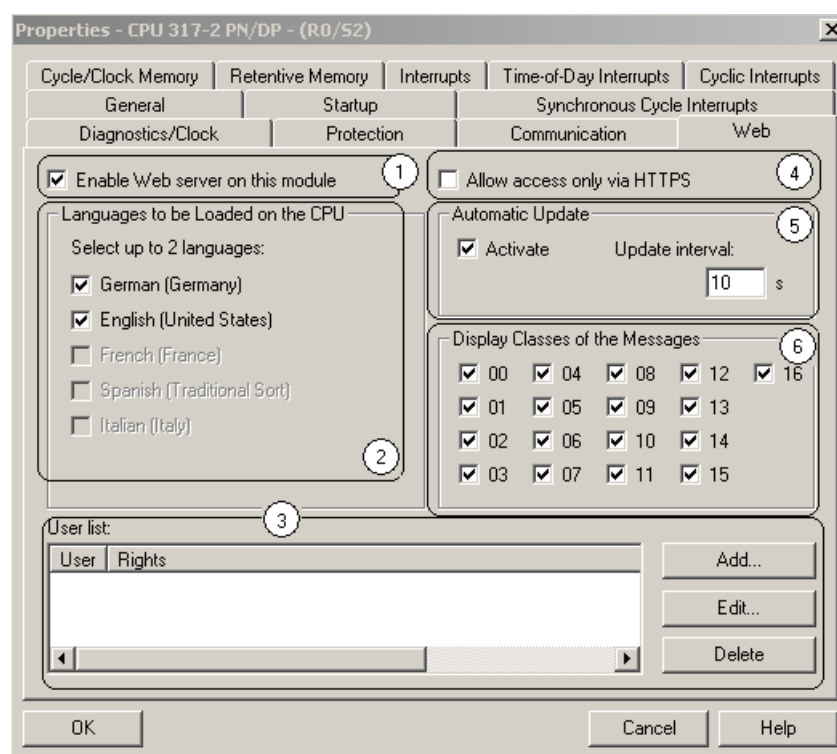 Properties - CPU 317-2 PN/DP - (R0/S2)
Cycle/Clock Memory Retentive Memory Interrupts Time-of-Day Interrupts Cyclic Interrupts
General Startup Synchronous Cycle Interrupts
Diagnostics/Clock Protection Communication Web
Enable Web server on this module 1
Allow access only via HTTPS 4
Languages to be Loaded on the CPU
Select up to 2 languages:
German (Germany)
English (United States)
French (France)
Spanish (Traditional Sort)
Italian (Italy)
2
Automatic Update 5
Activate Update interval:
10 s
Display Classes of the Messages 6
00 04 08 12 16
01 05 09 13
02 06 10 14
03 07 11 15
User list: 3
User Rights
Add...
Edit...
Delete
OK Cancel Help